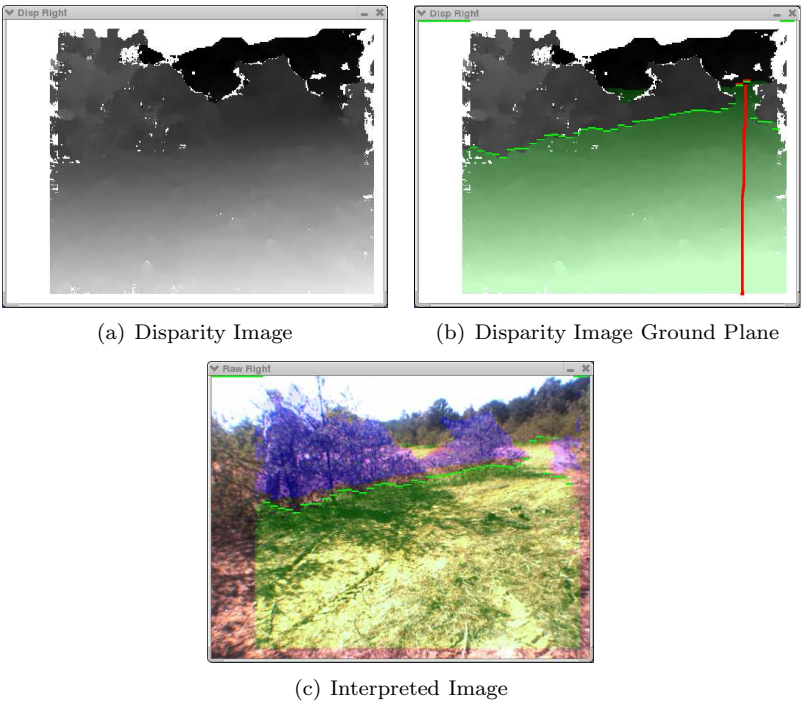 Disp Right
Disp Right
(a) Disparity Image
(b) Disparity Image Ground Plane
Raw Right
(c) Interpreted Image